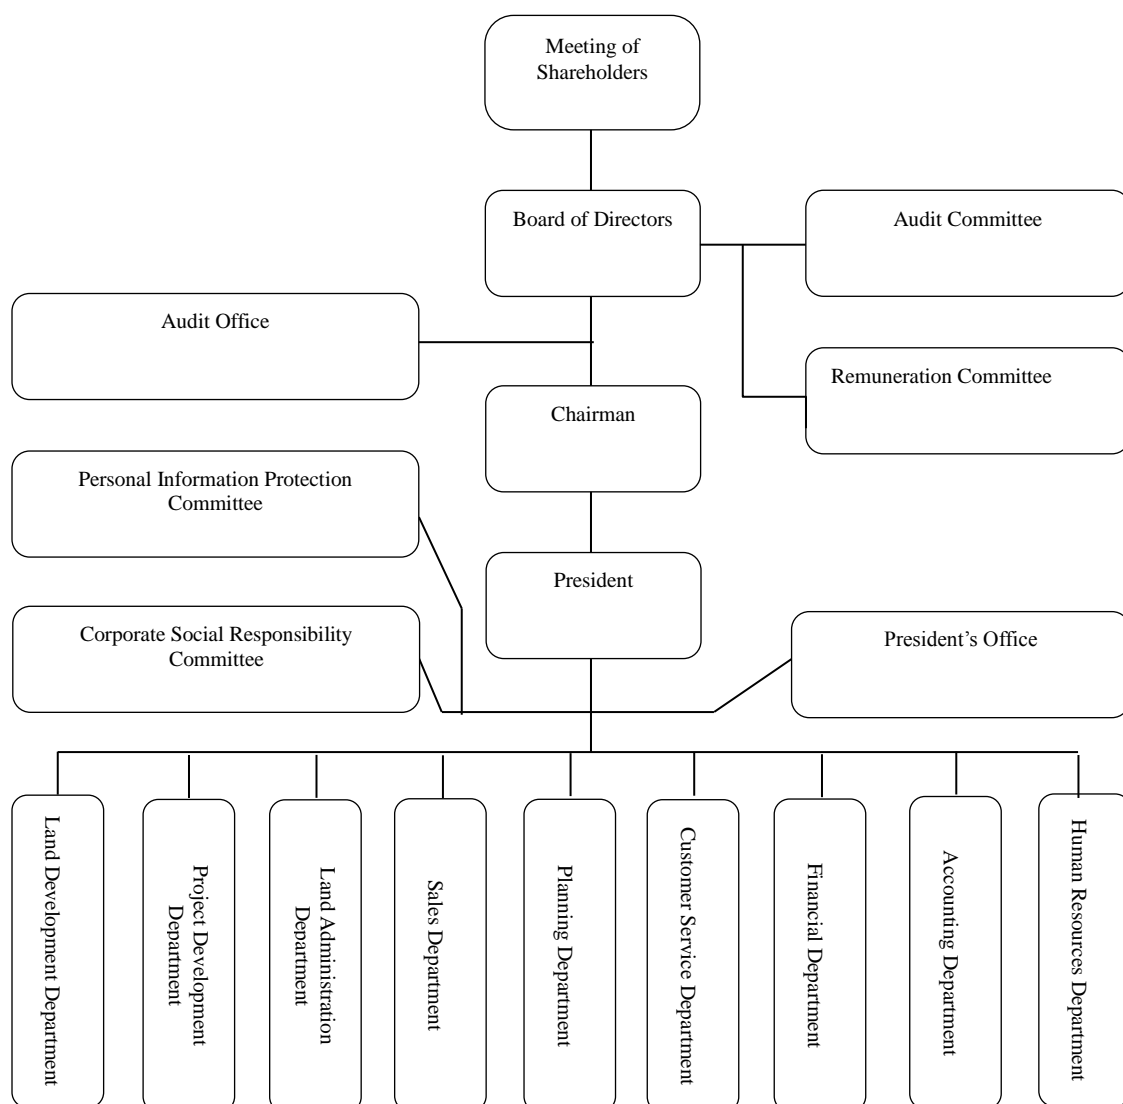 Meeting of
Shareholders
Board of Directors
Audit Committee
Audit Office
Remuneration Committee
Chairman
Personal Information Protection
Committee
President
Corporate Social Responsibility
Committee
President’s Office
Land Development Department
Project Development
Department
Land Administration
Department
Sales Department
Planning Department
Customer Service Department
Financial Department
Accounting Department
Human Resources Department